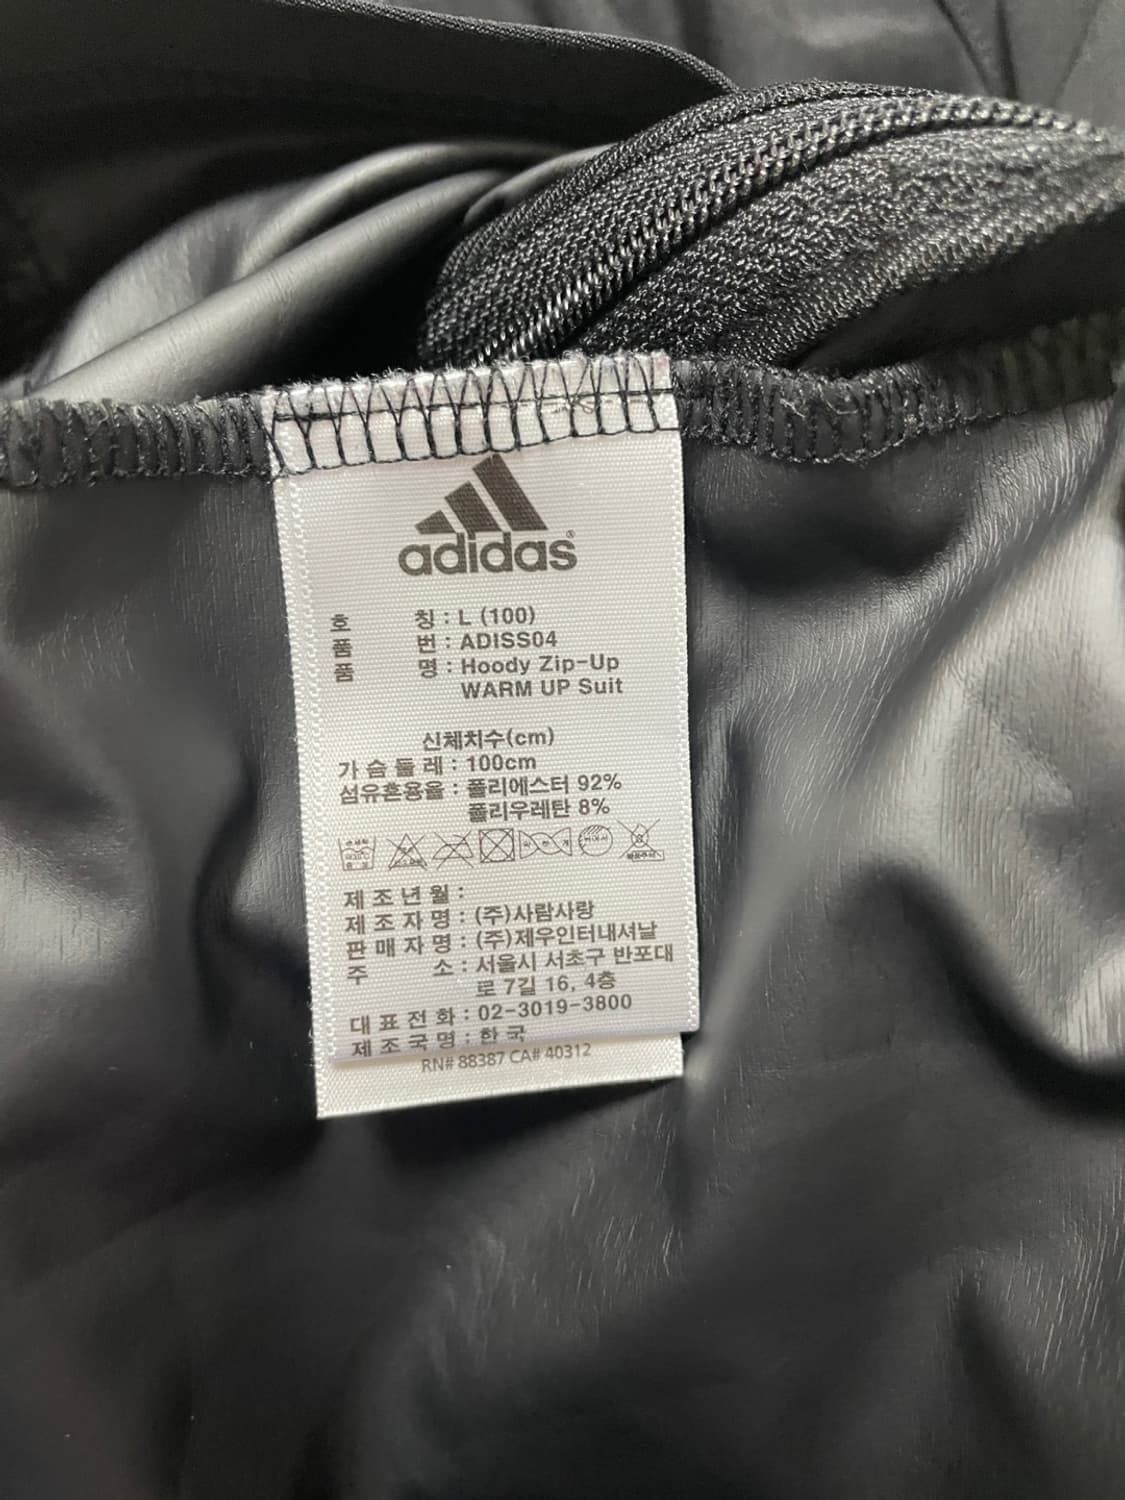 adidas®
호 칭 : L (100)
품 번 : ADISS04
품 명 : Hoody Zip-Up
WARM UP Suit
신체치수(cm)
가 슴 둘 레 : 100cm
섬유혼용율 : 폴리에스터 92%
폴리우레탄 8%
제 조 년 월 :
제 조 자 명 : (주)사람사랑
판 매 자 명 : (주)제우인터내셔날
주 소 : 서울시 서초구 반포대
로 7길 16, 4층
대 표 전 화 : 02-3019-3800
제 조 국 명 : 한 국
RN# 88387 CA# 40312